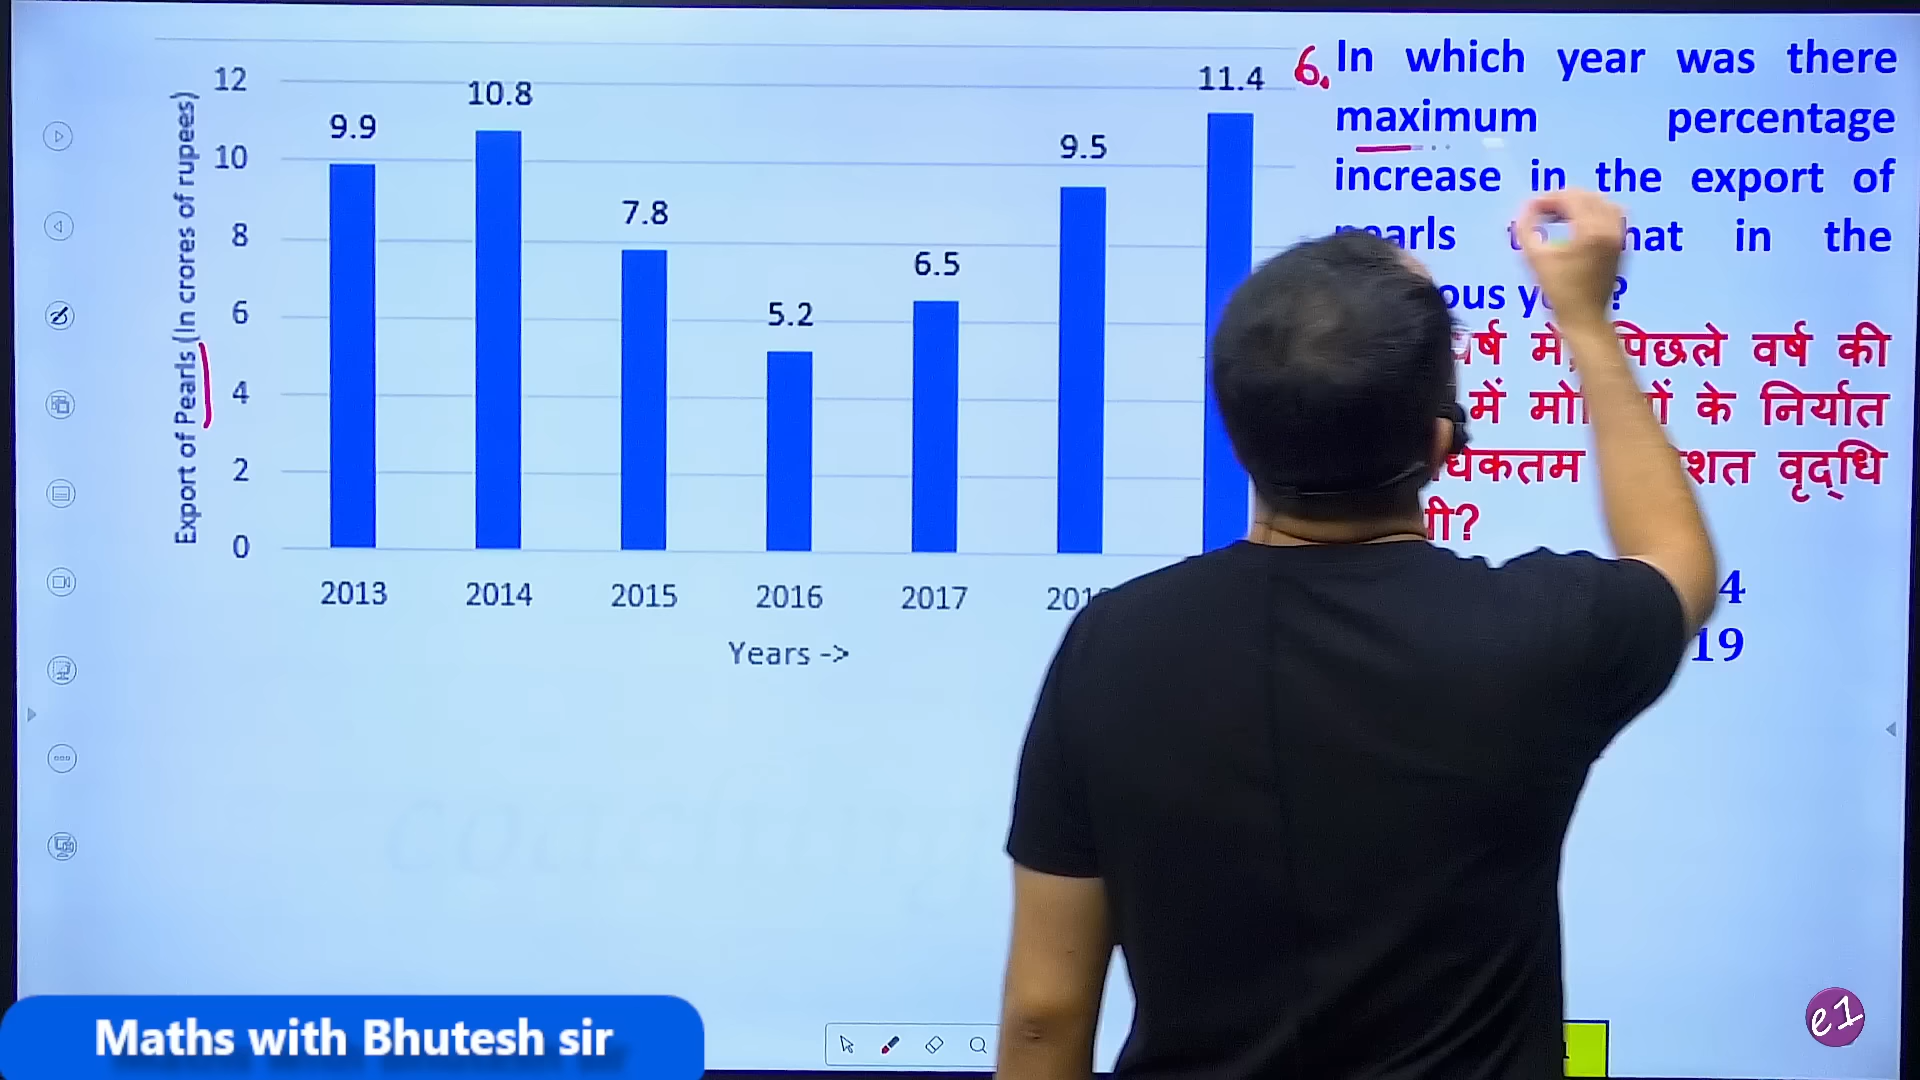 Export of Pearls (In crores of rupees)
12
10
8
6
4
2
0
9.9
10.8
7.8
5.2
6.5
9.5
11.4
2013
2014
2015
2016
2017
Years ->
6. In which year was there
maximum percentage
increase in the export of
in the
?
में, पिछले वर्ष की
में के निर्यात
वृद्धि
4
19
Maths with Bhutesh sir
e1